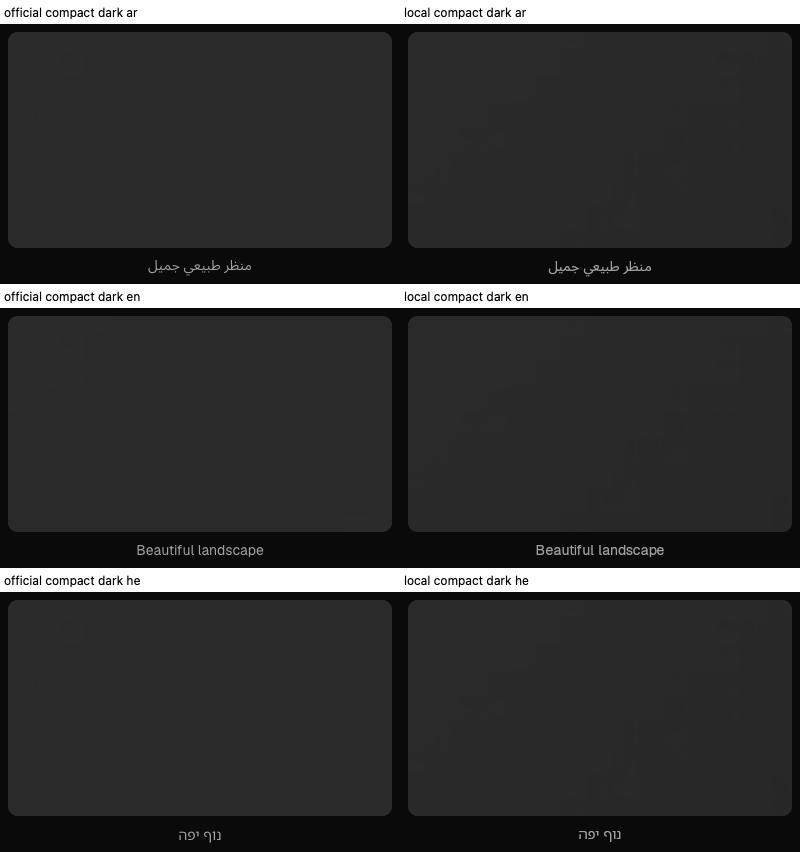 official compact dark ar
local compact dark ar
منظر طبيعي جميل
منظر طبيعي جميل
official compact dark en
local compact dark en
Beautiful landscape
Beautiful landscape
official compact dark he
local compact dark he
נוף יפה
נוף יפה